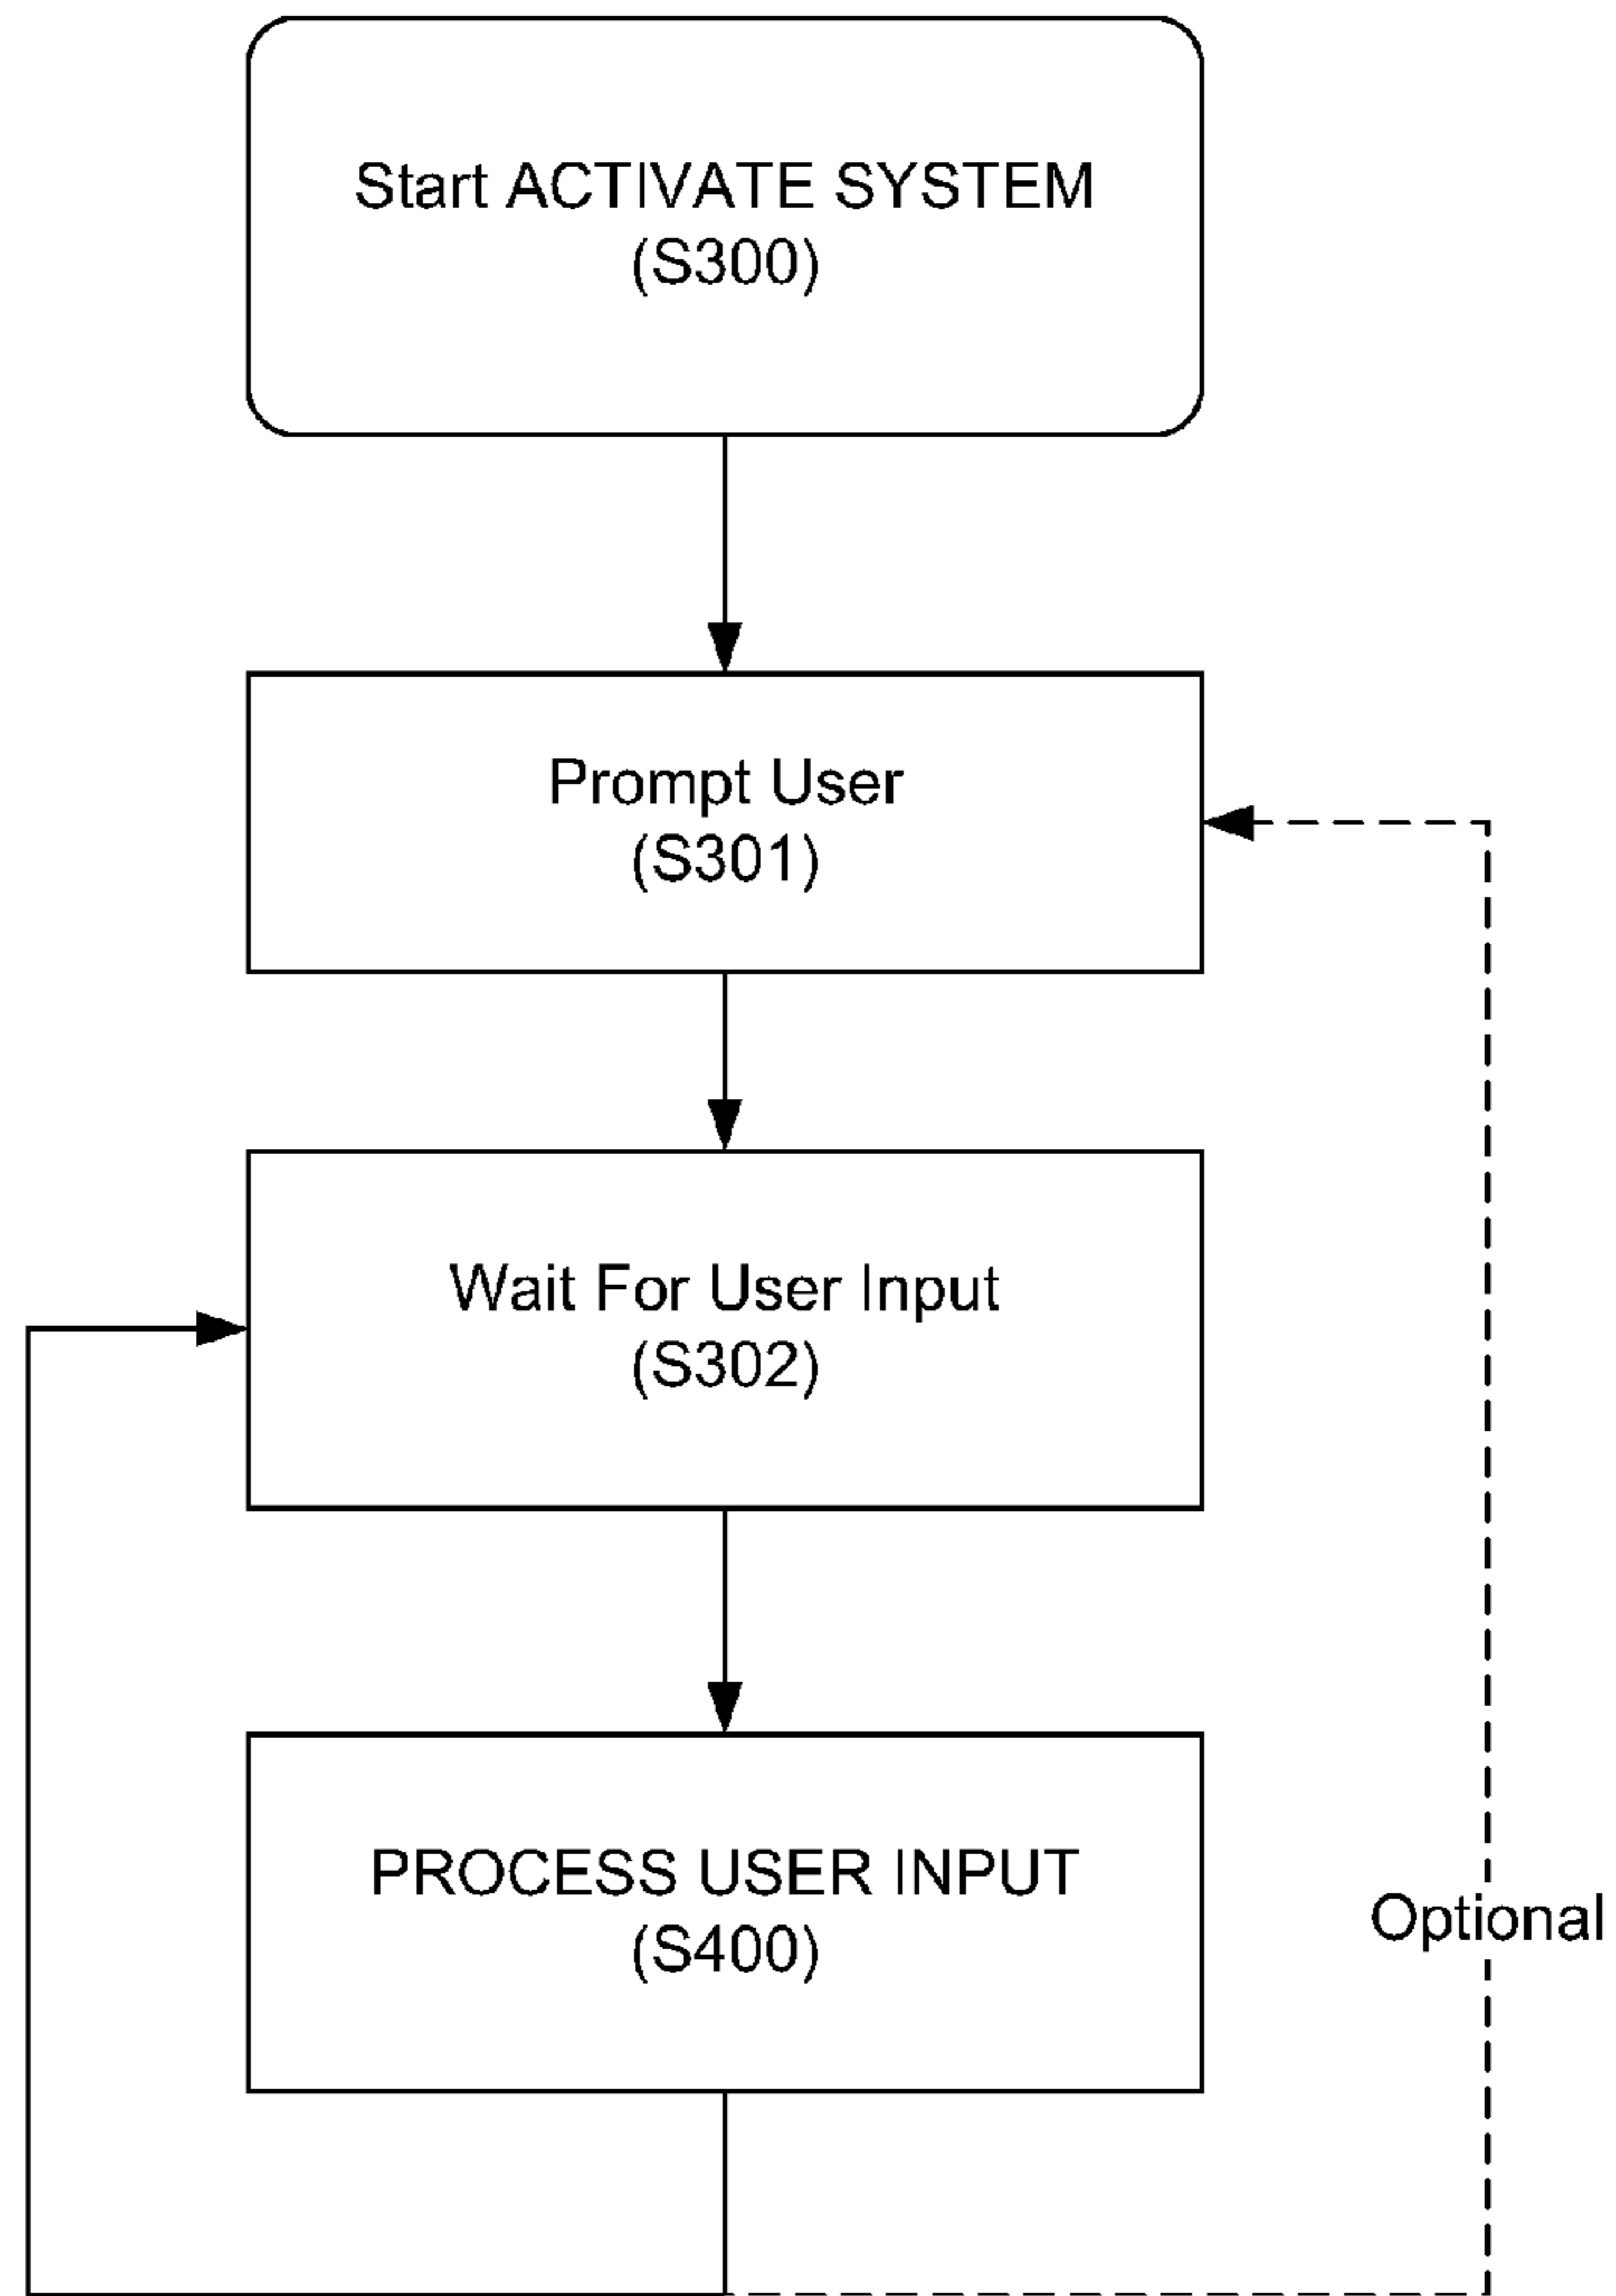 Start ACTIVATE SYSTEM
(S300)
Prompt User
(S301)
Wait For User Input
(S302)
PROCESS USER INPUT
(S400)
Optional